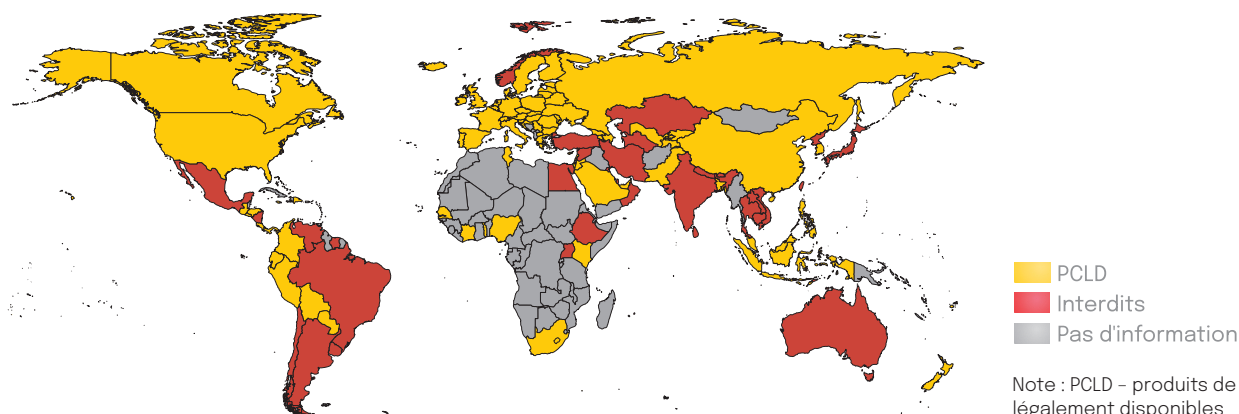 PCLD
Interdits
Pas d'information
Note : PCLD – produits de
légalement disponibles